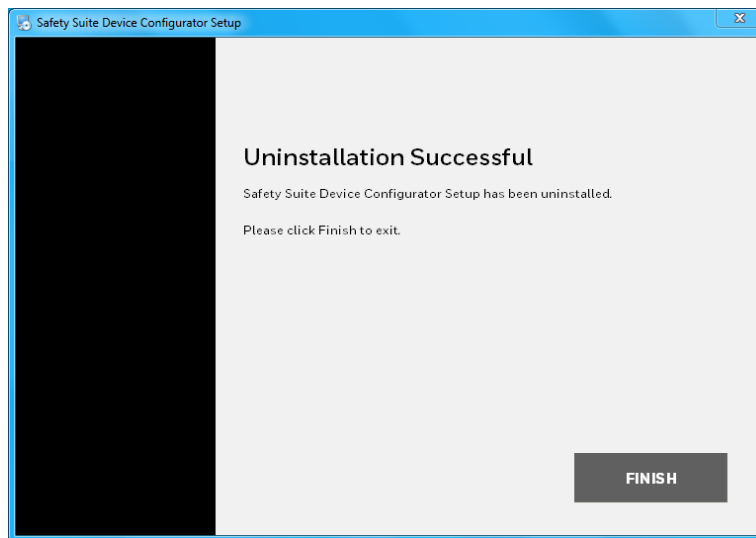 Safety Suite Device Configurator Setup
Uninstallation Successful
Safety Suite Device Configurator Setup has been uninstalled.
Please click Finish to exit.
FINISH